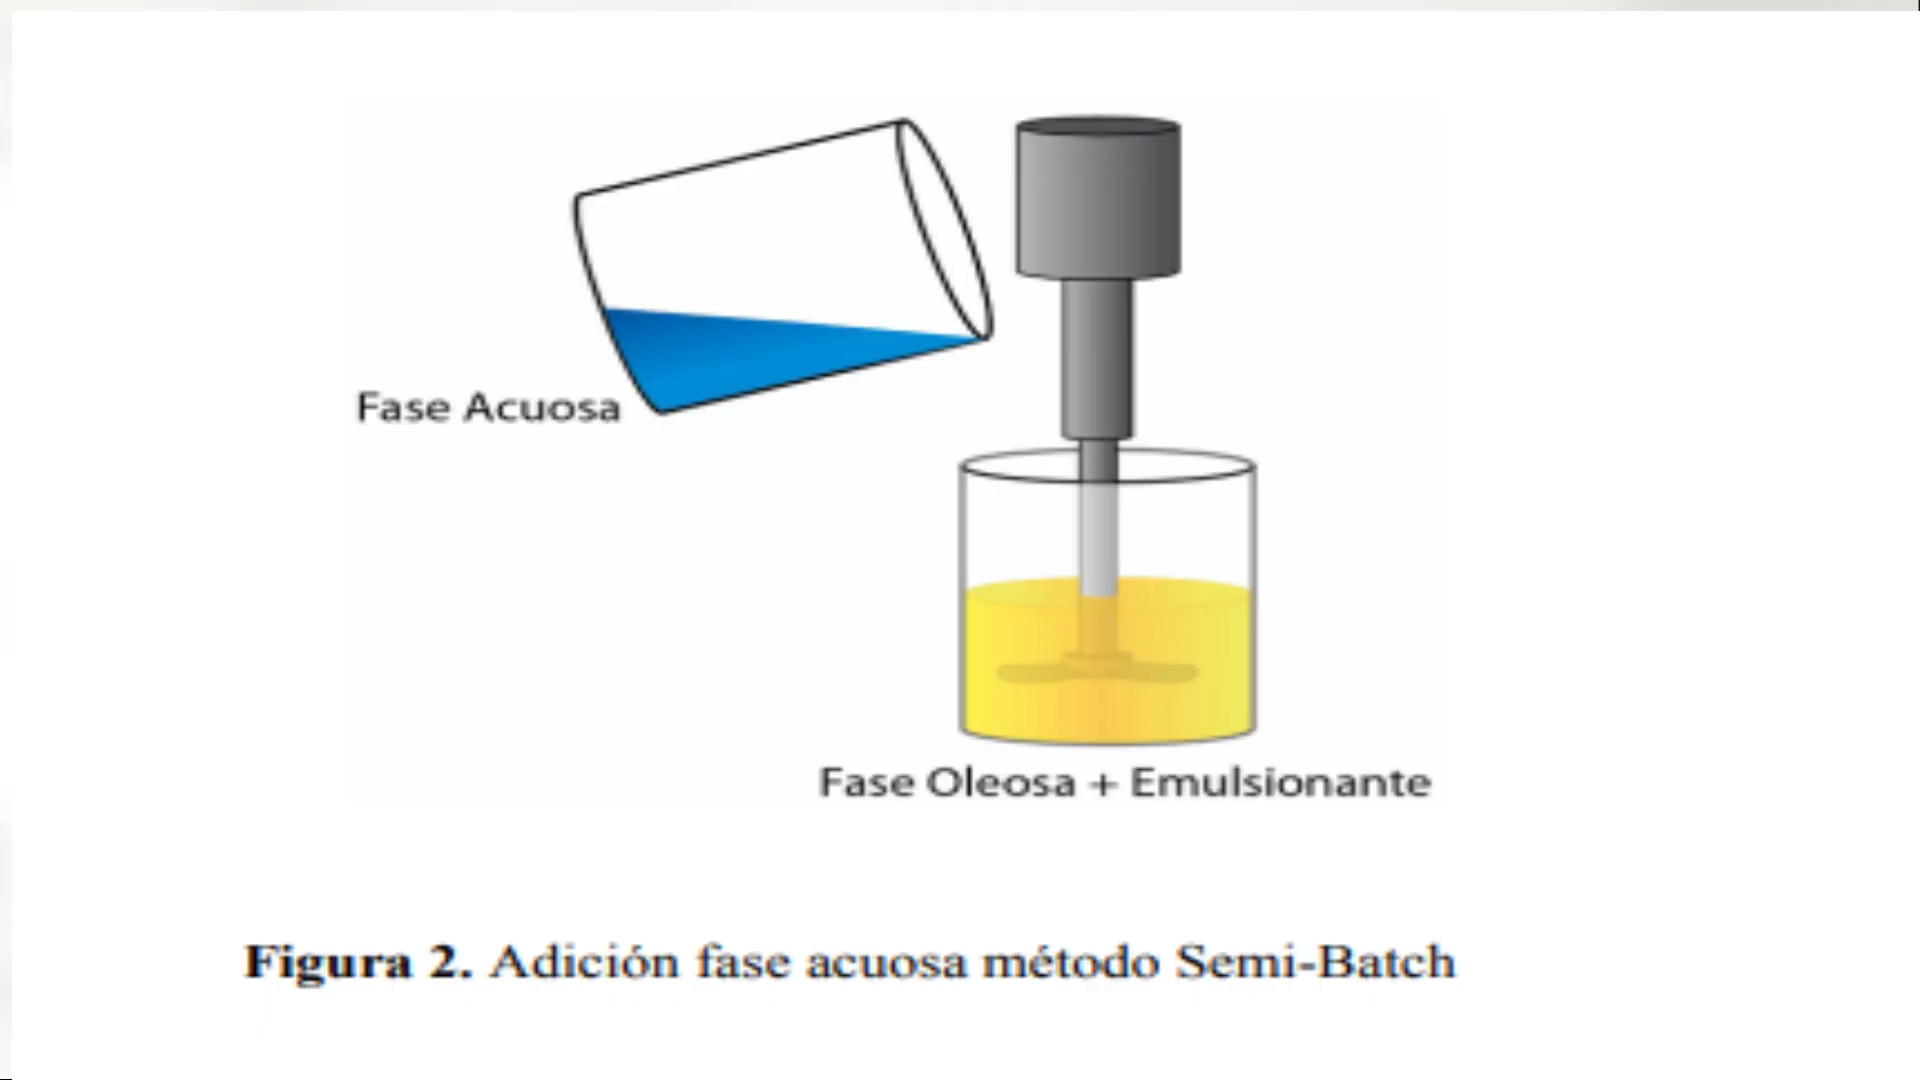 Fase Acuosa
Fase Oleosa + Emulsionante
Figura 2. Adición fase acuosa método Semi-Batch